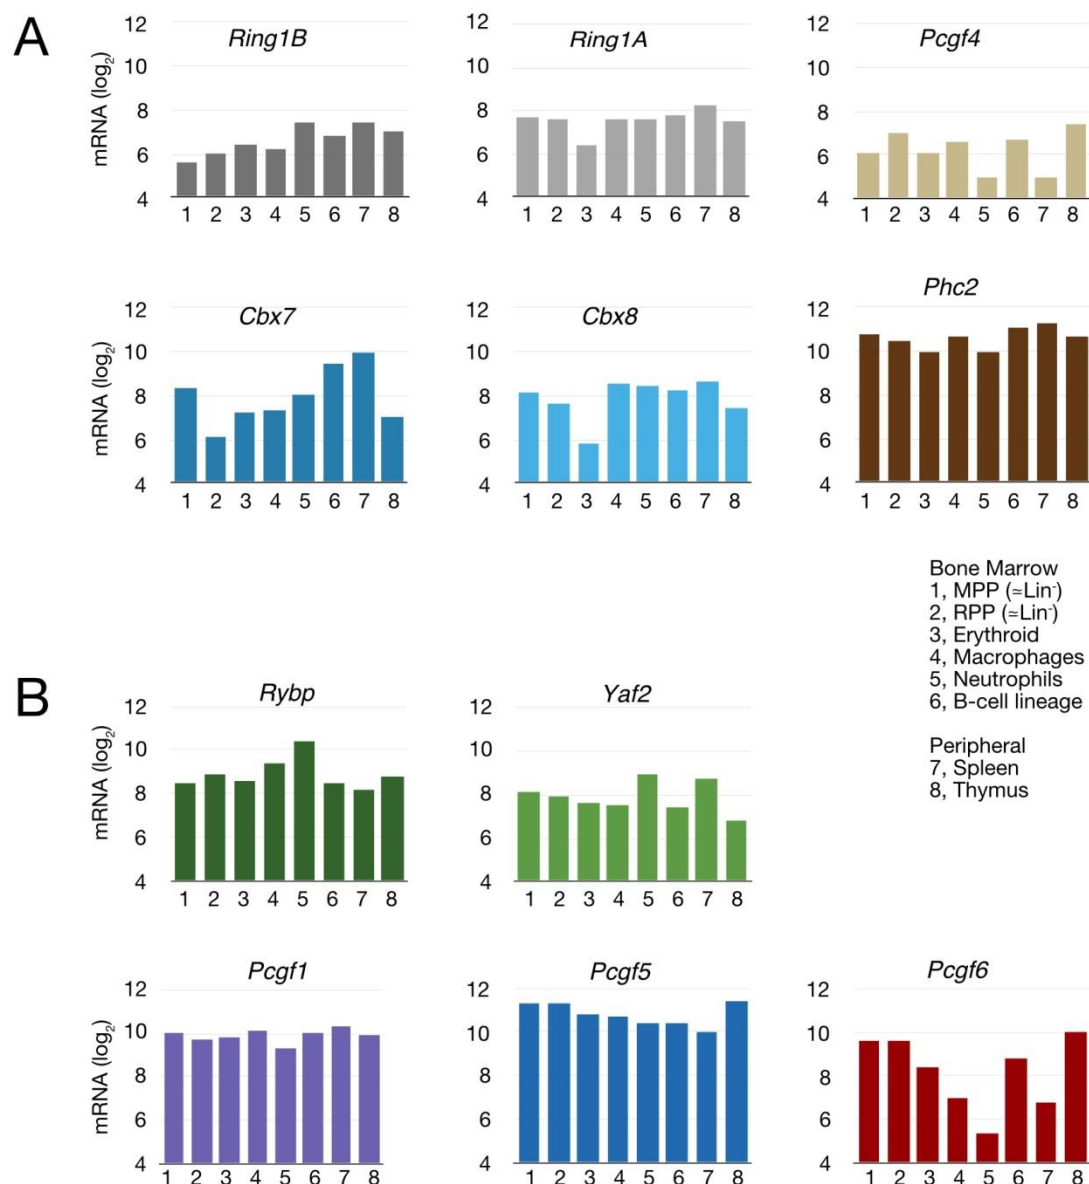 A
Ring1B
Ring1A
Pcgf4
mRNA (log₂)
12
10
8
6
4
1 2 3 4 5 6 7 8
12
10
8
6
4
1 2 3 4 5 6 7 8
12
10
8
6
4
1 2 3 4 5 6 7 8
Cbx7
Cbx8
Phc2
mRNA (log₂)
12
10
8
6
4
1 2 3 4 5 6 7 8
12
10
8
6
4
1 2 3 4 5 6 7 8
12
10
8
6
4
1 2 3 4 5 6 7 8
Bone Marrow
1, MPP (≃Lin⁻)
2, RPP (≃Lin⁻)
3, Erythroid
4, Macrophages
5, Neutrophils
6, B-cell lineage
Peripheral
7, Spleen
8, Thymus
B
Rybp
Yaf2
mRNA (log₂)
12
10
8
6
4
1 2 3 4 5 6 7 8
12
10
8
6
4
1 2 3 4 5 6 7 8
Pcgf1
Pcgf5
Pcgf6
mRNA (log₂)
12
10
8
6
4
1 2 3 4 5 6 7 8
12
10
8
6
4
1 2 3 4 5 6 7 8
12
10
8
6
4
1 2 3 4 5 6 7 8